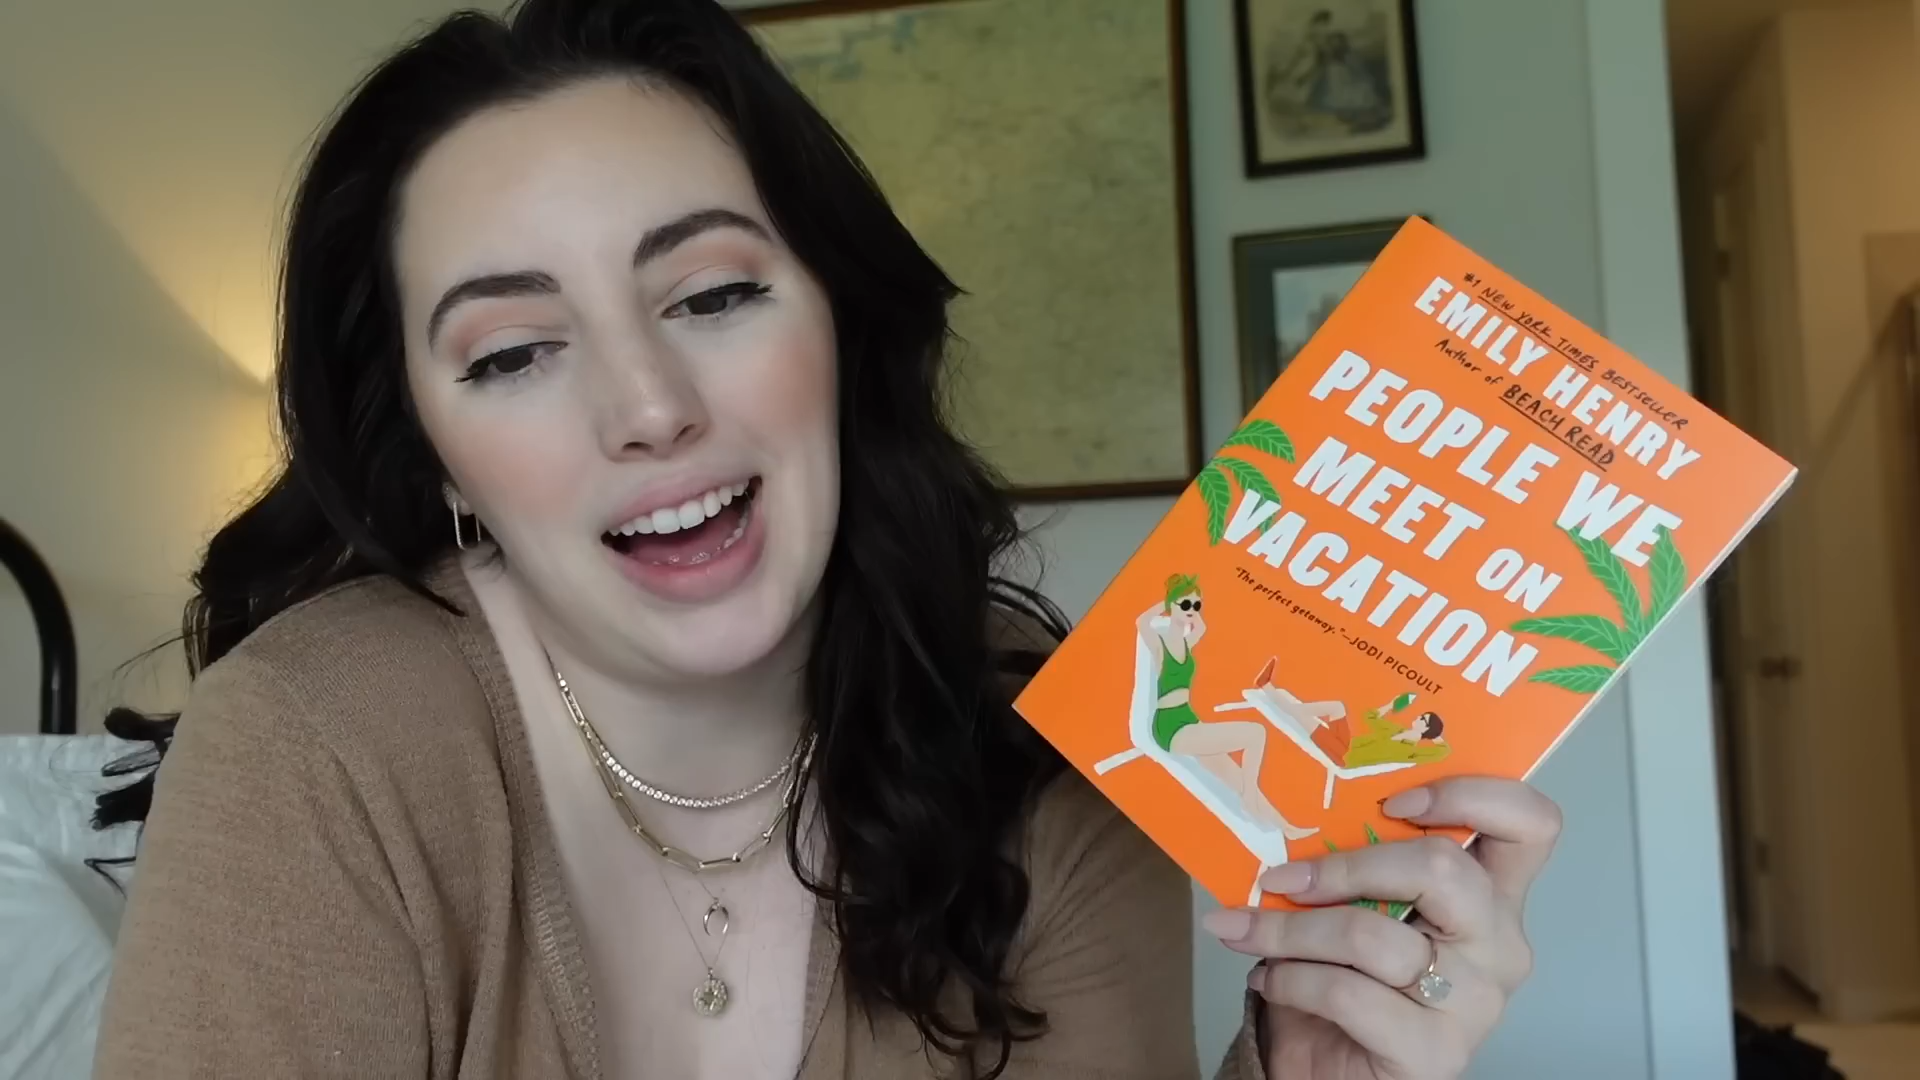 #1 NEW YORK TIMES BESTSELLER
EMILY HENRY
Author of BEACH READ
PEOPLE WE
MEET ON
VACATION
"The perfect getaway."—JODI PICOULT